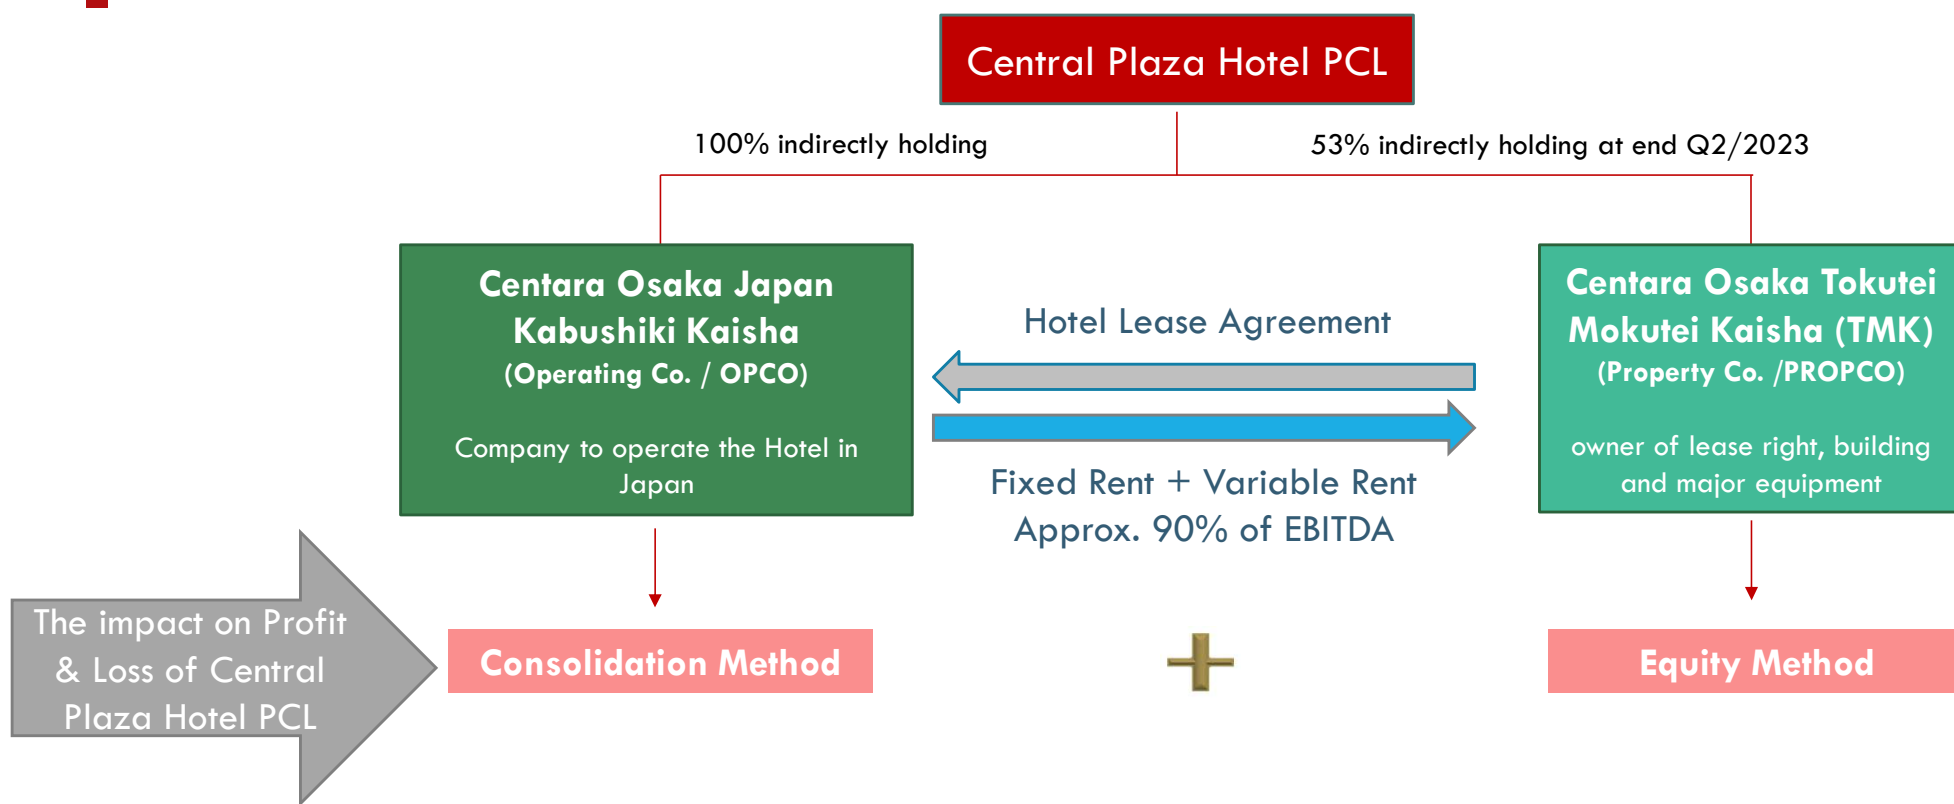 Central Plaza Hotel PCL
100% indirectly holding
53% indirectly holding at end Q2/2023
Centara Osaka Japan
Kabushiki Kaisha
(Operating Co. / OPCO)
Company to operate the Hotel in
Japan
Hotel Lease Agreement
Fixed Rent + Variable Rent
Approx. 90% of EBITDA
Centara Osaka Tokutei
Mokutei Kaisha (TMK)
(Property Co. /PROPCO)
owner of lease right, building
and major equipment
The impact on Profit
& Loss of Central
Plaza Hotel PCL
Consolidation Method
Equity Method